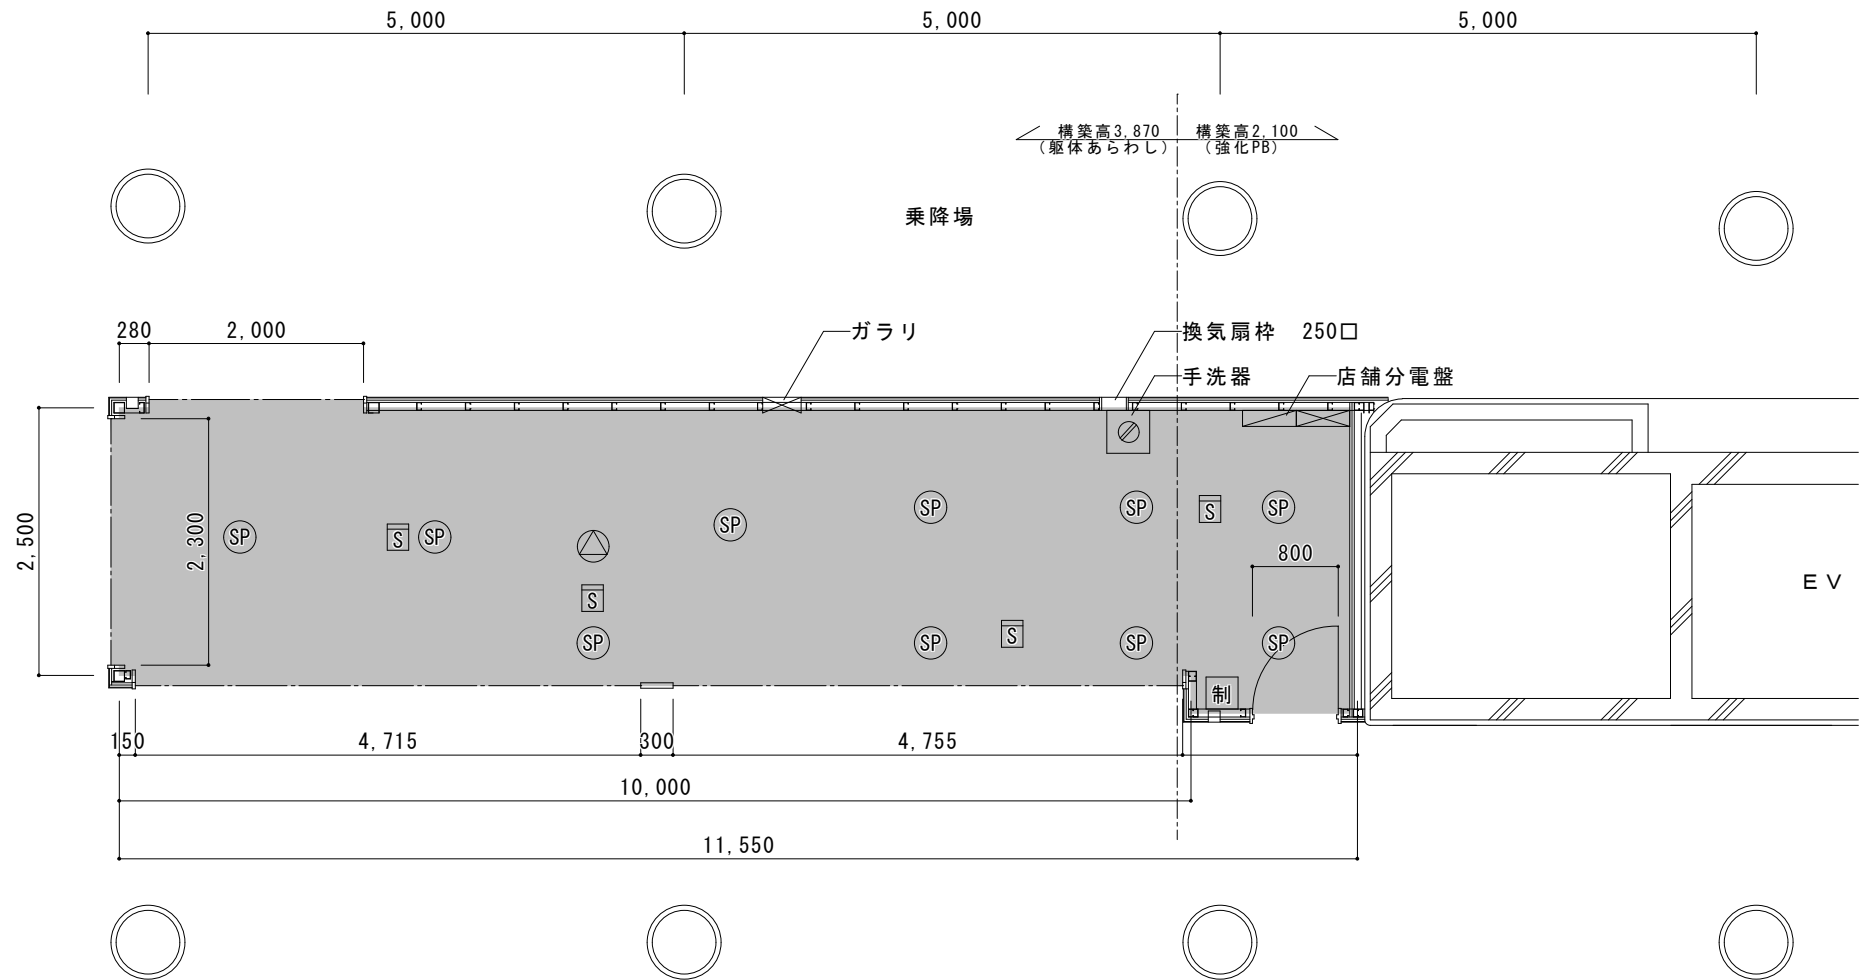 5,000
5,000
5,000
構築高3,870
構築高2,100
(躯体あらわし)
(強化PB)
乗降場
280
2,000
ガラリ
換気扇枠 250□
手洗器
店舗分電盤
SP
SP
SP
S
SP
S
SP
SP
2,500
2,300
800
EV
S
S
SP
SP
SP
SP
制
150
4,715
300
4,755
10,000
11,550